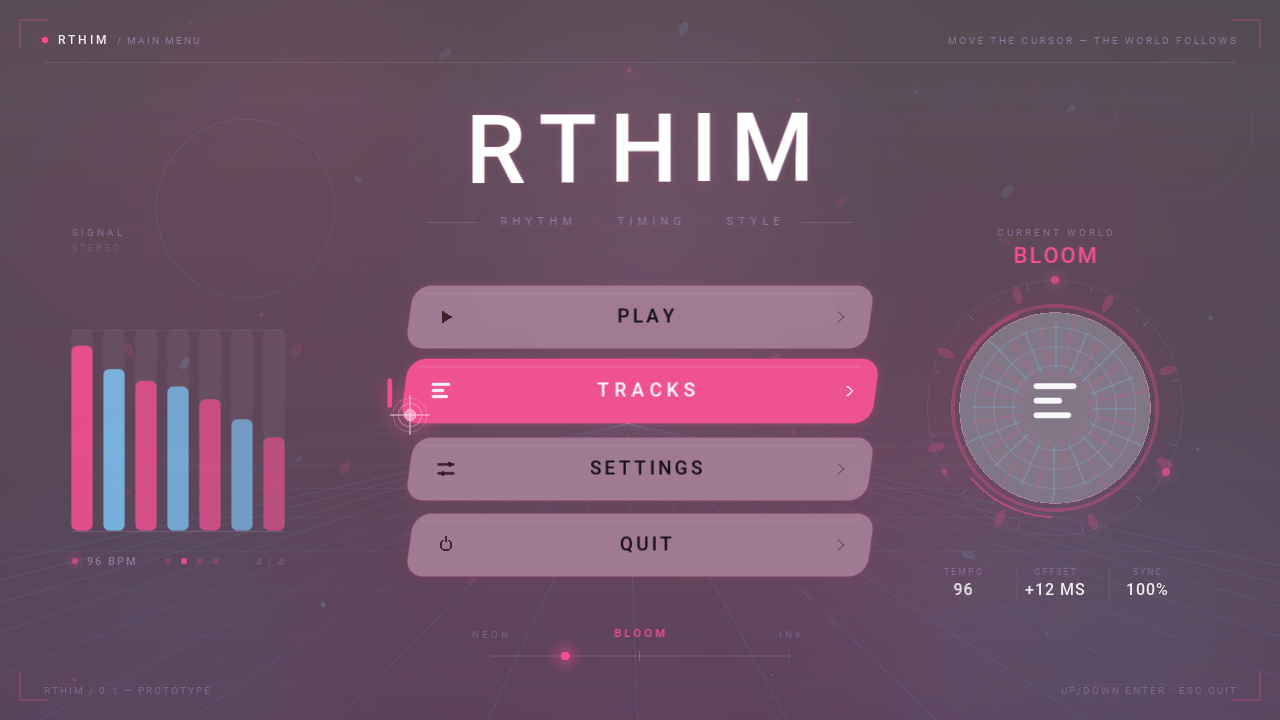 RTHIM / MAIN MENU
MOVE THE CURSOR — THE WORLD FOLLOWS
RTHIM
RHYTHM · TIMING · STYLE
SIGNAL
STEREO
CURRENT WORLD
BLOOM
PLAY
TRACKS
SETTINGS
QUIT
96 BPM
4 / 4
TEMPO OFFSET SYNC
96 +12 MS 100%
NEON BLOOM INK
RTHIM / 0.1 — PROTOTYPE
UP/DOWN ENTER · ESC QUIT